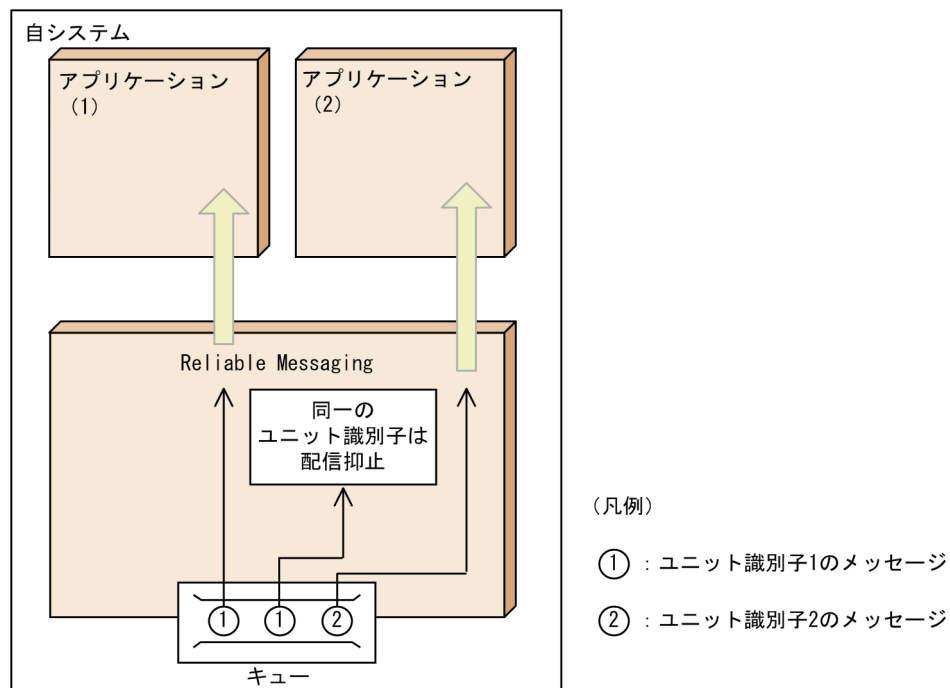 自システム
アプリケーション
(1)
アプリケーション
(2)
Reliable Messaging
同一の
ユニット識別子は
配信抑止
① ① ②
キュー
(凡例)
① : ユニット識別子1のメッセージ
② : ユニット識別子2のメッセージ